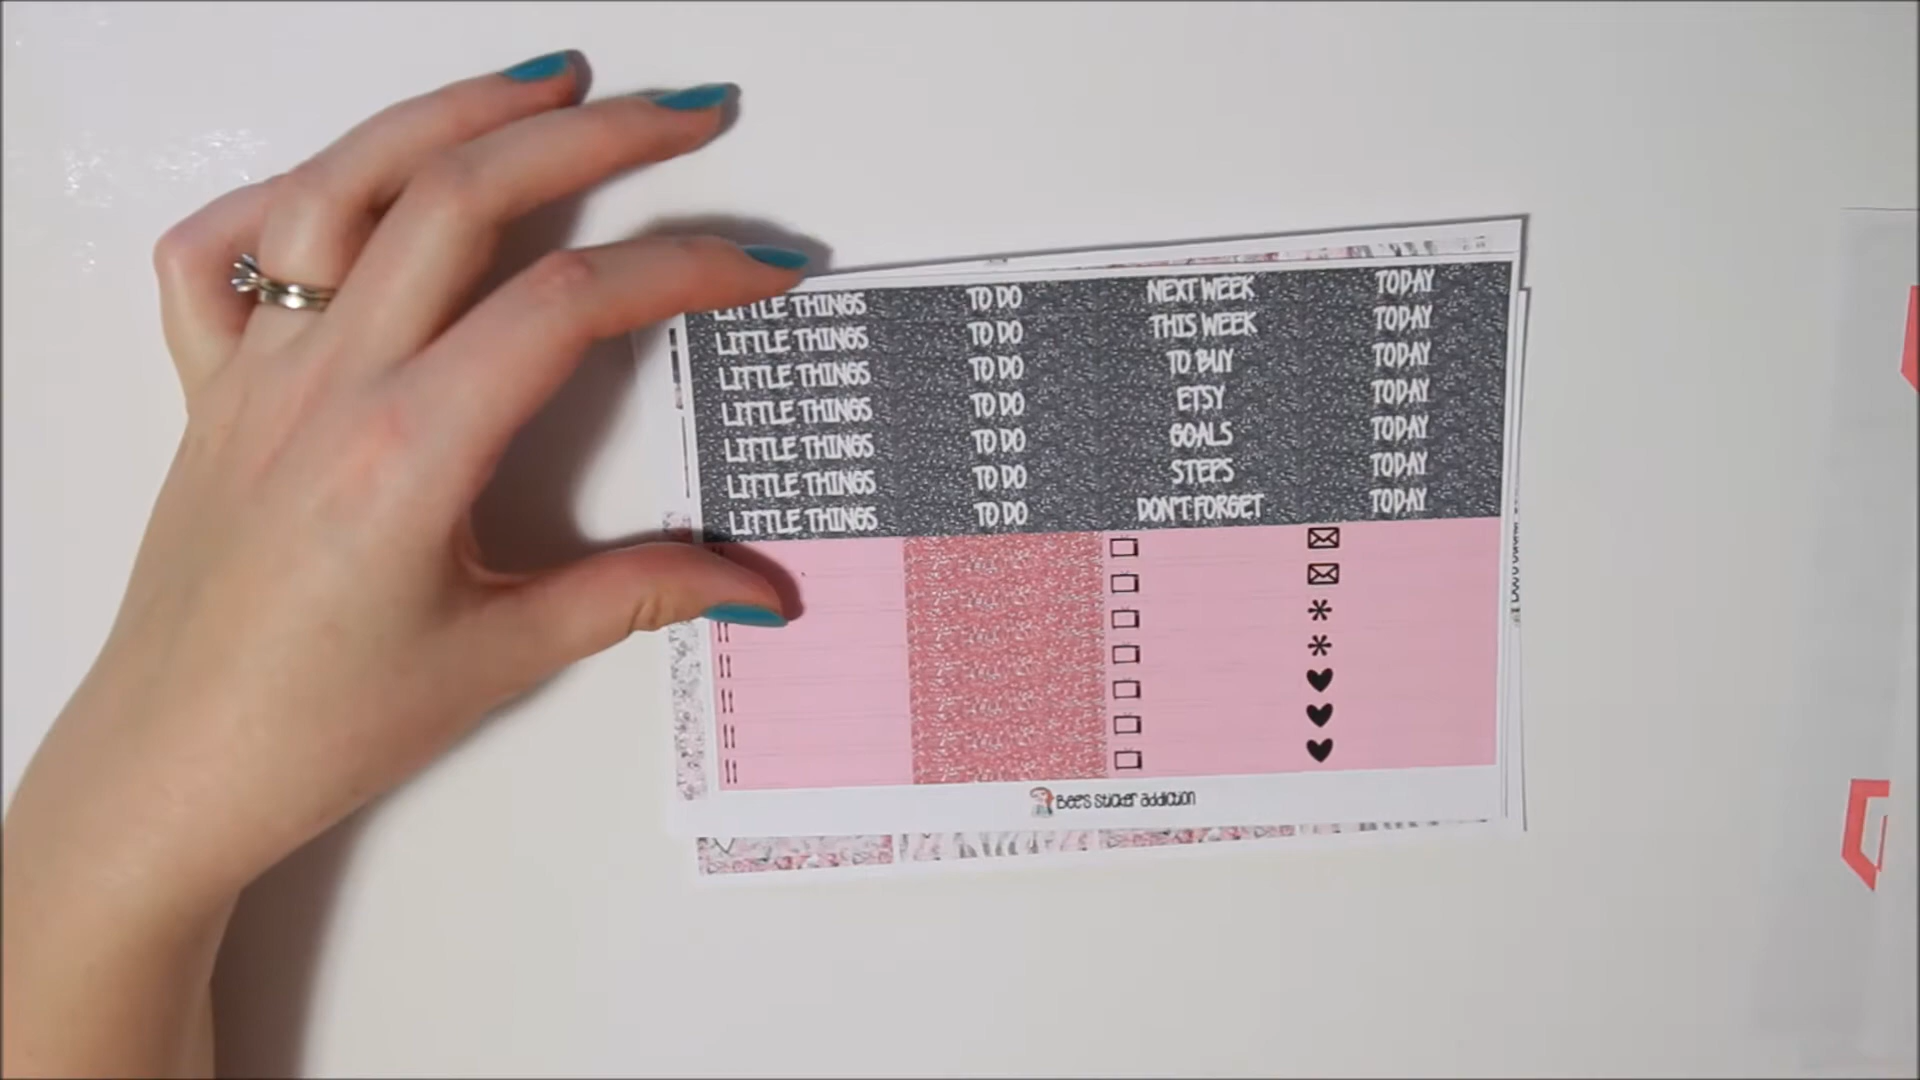 LITTLE THINGS TO DO NEXT WEEK TODAY
LITTLE THINGS TO DO THIS WEEK TODAY
LITTLE THINGS TO DO TO BUY TODAY
LITTLE THINGS TO DO ETSY TODAY
LITTLE THINGS TO DO GOALS TODAY
LITTLE THINGS TO DO STEPS TODAY
LITTLE THINGS TO DO DON'T FORGET TODAY
Bee's Sticker addiction